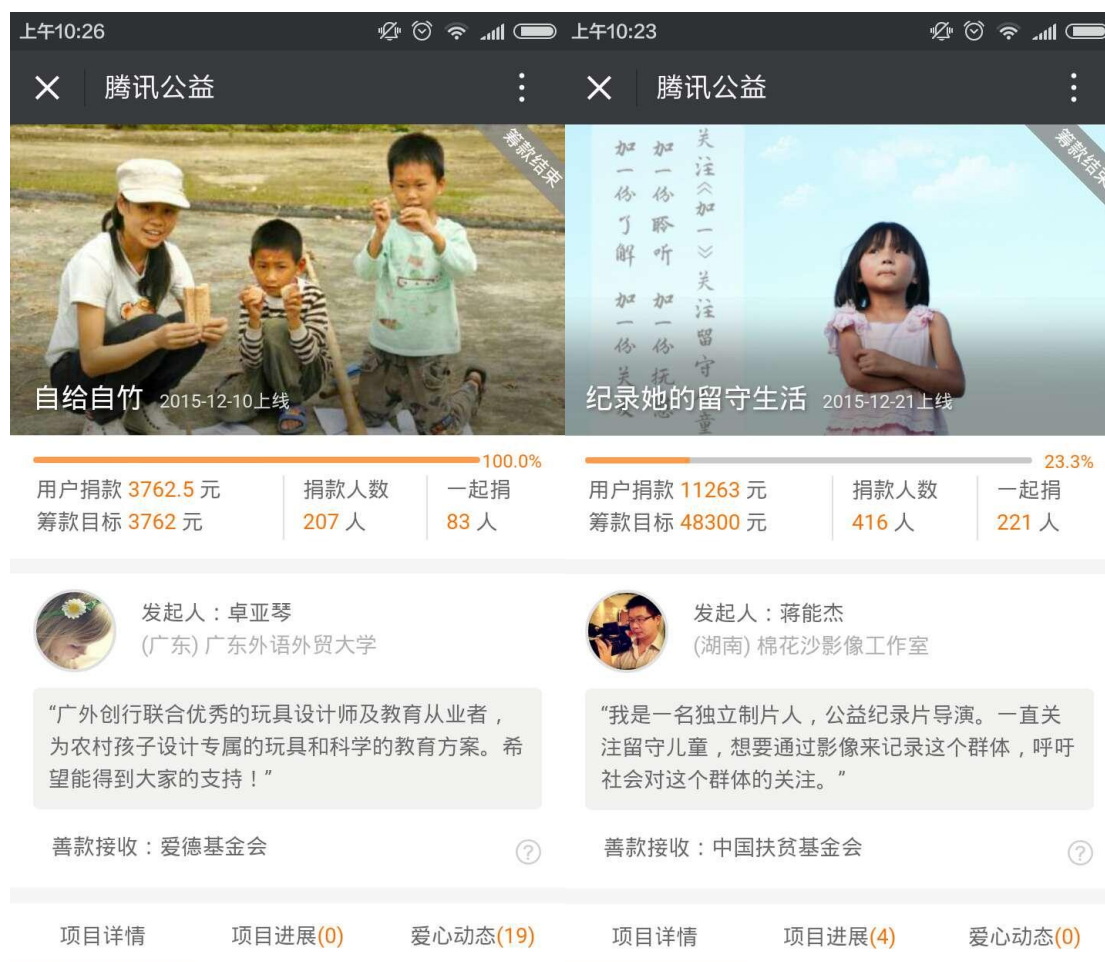 上午10:26
腾讯公益
筹款结束
自给自竹 2015-12-10上线
100.0%
用户捐款 3762.5 元
筹款目标 3762 元
捐款人数
207 人
一起捐
83 人
发起人：卓亚琴
(广东) 广东外语外贸大学
“广外创行联合优秀的玩具设计师及教育从业者，
为农村孩子设计专属的玩具和科学的教育方案。希
望能得到大家的支持！”
善款接收：爱德基金会
?
项目详情
项目进展(0)
爱心动态(19)
上午10:23
腾讯公益
筹款结束
关注《加一》关注留守童
加一份聆听 加一份抚
加一份了解 加一份关
纪录她的留守生活 2015-12-21上线
23.3%
用户捐款 11263 元
筹款目标 48300 元
捐款人数
416 人
一起捐
221 人
发起人：蒋能杰
(湖南) 棉花沙影像工作室
“我是一名独立制片人，公益纪录片导演。一直关
注留守儿童，想要通过影像来记录这个群体，呼吁
社会对这个群体的关注。”
善款接收：中国扶贫基金会
?
项目详情
项目进展(4)
爱心动态(0)